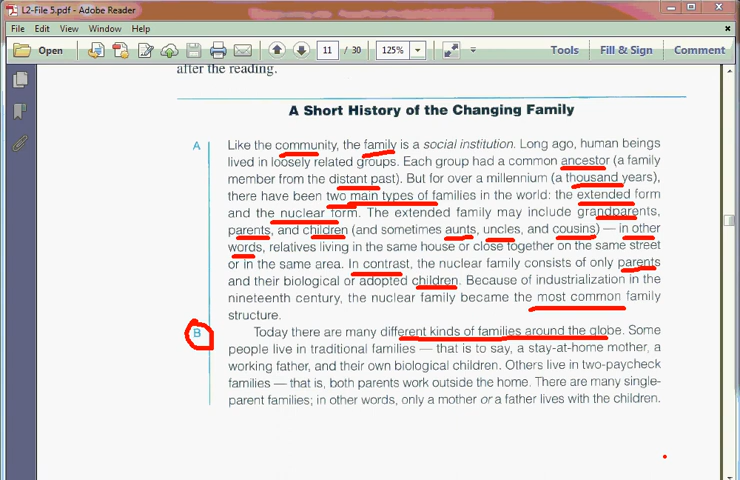 L2-File 5.pdf - Adobe Reader
File Edit View Window Help
Open 11 / 30 125% Tools Fill & Sign Comment
after the reading.
A Short History of the Changing Family
A Like the community, the family is a social institution. Long ago, human beings
lived in loosely related groups. Each group had a common ancestor (a family
member from the distant past). But for over a millennium (a thousand years),
there have been two main types of families in the world: the extended form
and the nuclear form. The extended family may include grandparents,
parents, and children (and sometimes aunts, uncles, and cousins) — in other
words, relatives living in the same house or close together on the same street
or in the same area. In contrast, the nuclear family consists of only parents
and their biological or adopted children. Because of industrialization in the
nineteenth century, the nuclear family became the most common family
structure.
B Today there are many different kinds of families around the globe. Some
people live in traditional families — that is to say, a stay-at-home mother, a
working father, and their own biological children. Others live in two-paycheck
families — that is, both parents work outside the home. There are many single-
parent families; in other words, only a mother or a father lives with the children.